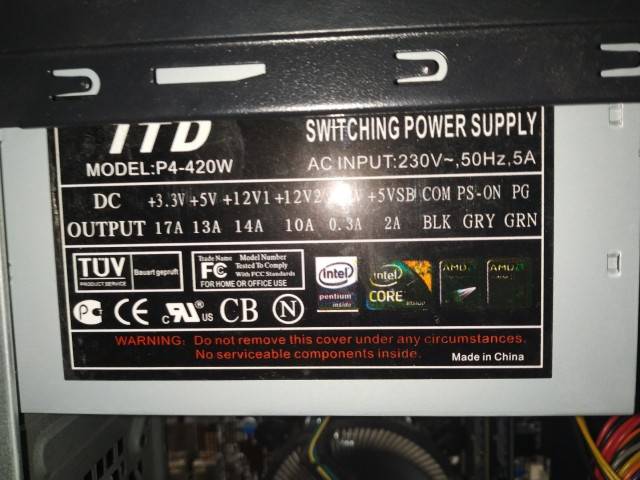 SWITCHING POWER SUPPLY
MODEL:P4-420W
AC INPUT:230V~,50Hz,5A
DC +3.3V +5V +12V1 +12V2 +5VSB COM PS-ON PG
OUTPUT 17A 13A 14A 10A 0.3A 2A BLK GRY GRN
TÜV
PRODUCT SERVICE
Bauart gepruft
Trade Name
Model Number
FC
Tested To Comply
With FCC Standards
FOR HOME OR OFFICE USE
intel
pentium
inside
intel
CORE
inside
AMD
AMD
CE
c RU US
CB
N
WARNING: Do not remove this cover under any circumstances.
No serviceable components inside.
Made in China